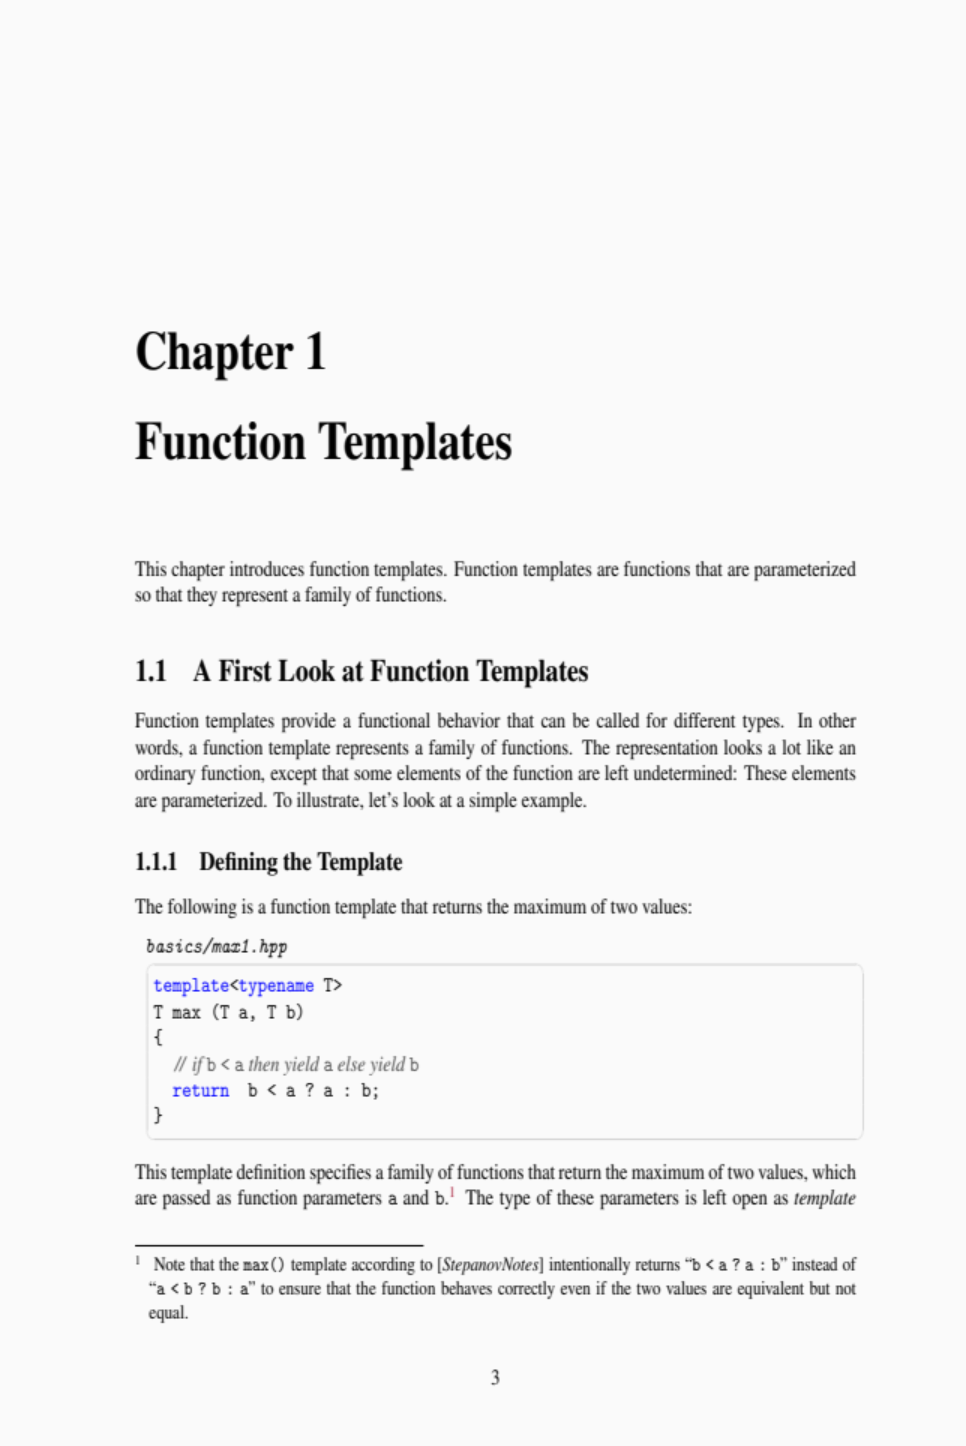 Chapter 1
Function Templates
This chapter introduces function templates. Function templates are functions that are parameterized
so that they represent a family of functions.
1.1 A First Look at Function Templates
Function templates provide a functional behavior that can be called for different types. In other
words, a function template represents a family of functions. The representation looks a lot like an
ordinary function, except that some elements of the function are left undetermined: These elements
are parameterized. To illustrate, let's look at a simple example.
1.1.1 Defining the Template
The following is a function template that returns the maximum of two values:
basics/max1.hpp
template<typename T>
T max (T a, T b)
{
// if b < a then yield a else yield b
return b < a ? a : b;
}
This template definition specifies a family of functions that return the maximum of two values, which
are passed as function parameters a and b.1 The type of these parameters is left open as template
1 Note that the max() template according to [StepanovNotes] intentionally returns “b < a ? a : b” instead of
“a < b ? b : a” to ensure that the function behaves correctly even if the two values are equivalent but not
equal.
3